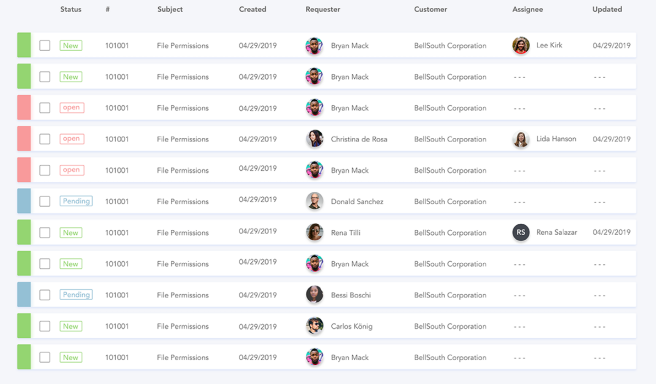 Status # Subject Created Requester Customer Assignee Updated
New 101001 File Permissions 04/29/2019 Bryan Mack BellSouth Corporation Lee Kirk 04/29/2019
New 101001 File Permissions 04/29/2019 Bryan Mack BellSouth Corporation --- ---
open 101001 File Permissions 04/29/2019 Bryan Mack BellSouth Corporation --- ---
open 101001 File Permissions 04/29/2019 Christina de Rosa BellSouth Corporation Lida Hanson 04/29/2019
open 101001 File Permissions 04/29/2019 Bryan Mack BellSouth Corporation --- ---
Pending 101001 File Permissions 04/29/2019 Donald Sanchez BellSouth Corporation --- ---
New 101001 File Permissions 04/29/2019 Rena Tilli BellSouth Corporation RS Rena Salazar 04/29/2019
New 101001 File Permissions 04/29/2019 Bryan Mack BellSouth Corporation --- ---
Pending 101001 File Permissions 04/29/2019 Bessi Boschi BellSouth Corporation --- ---
New 101001 File Permissions 04/29/2019 Carlos König BellSouth Corporation --- ---
New 101001 File Permissions 04/29/2019 Bryan Mack BellSouth Corporation --- ---